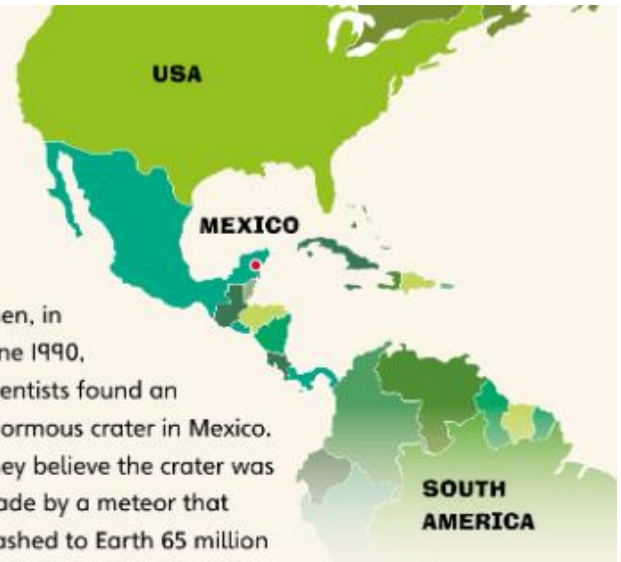 USA
MEXICO
en, in
ne 1990,
entists found an
ormous crater in Mexico.
ey believe the crater was
ade by a meteor that
ashed to Earth 65 million
SOUTH
AMERICA